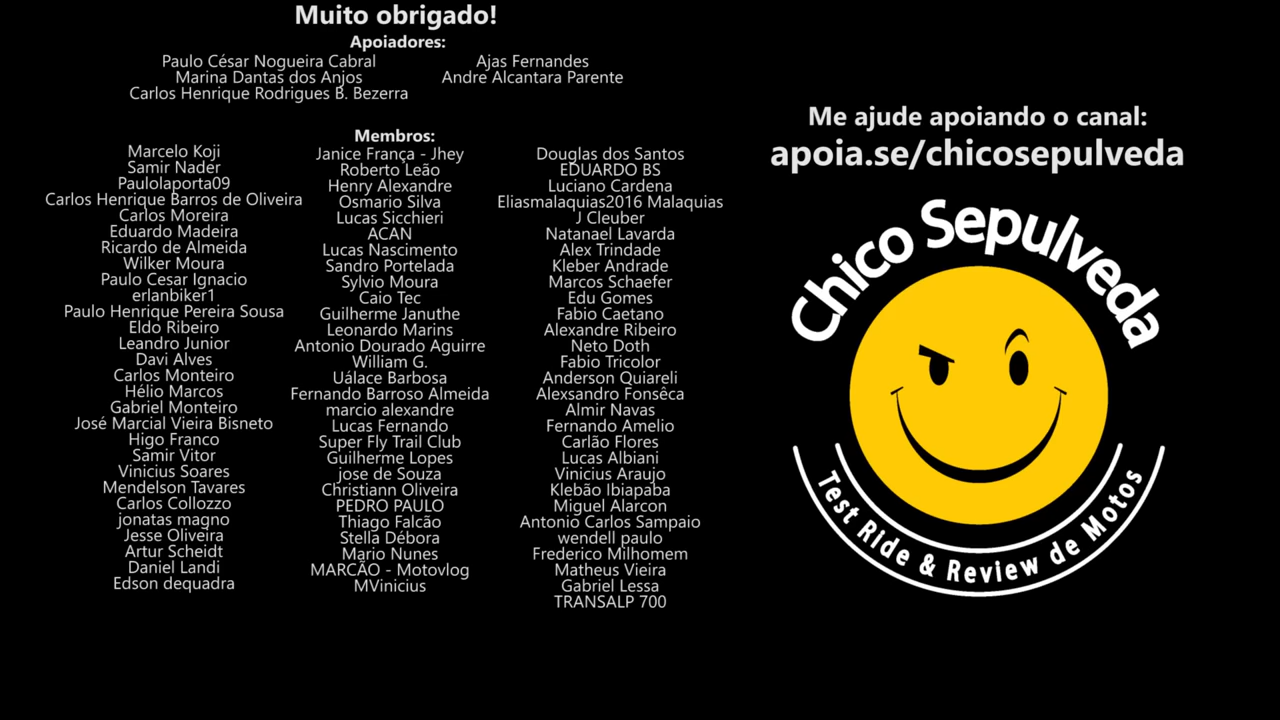 Muito obrigado!
Apoiadores:
Paulo César Nogueira Cabral
Marina Dantas dos Anjos
Carlos Henrique Rodrigues B. Bezerra
Ajas Fernandes
Andre Alcantara Parente
Membros:
Marcelo Koji
Samir Nader
Paulolaporta09
Carlos Henrique Barros de Oliveira
Carlos Moreira
Eduardo Madeira
Ricardo de Almeida
Wilker Moura
Paulo Cesar Ignacio
erlanbiker1
Paulo Henrique Pereira Sousa
Eldo Ribeiro
Leandro Junior
Davi Alves
Carlos Monteiro
Hélio Marcos
Gabriel Monteiro
José Marcial Vieira Bisneto
Higo Franco
Samir Vitor
Vinicius Soares
Mendelson Tavares
Carlos Collozzo
jonatas magno
Jesse Oliveira
Artur Scheidt
Daniel Landi
Edson dequadra
Janice França - Jhey
Roberto Leão
Henry Alexandre
Osmario Silva
Lucas Sicchieri
ACAN
Lucas Nascimento
Sandro Portelada
Sylvio Moura
Caio Tec
Guilherme Januthe
Leonardo Marins
Antonio Dourado Aguirre
William G.
Uálace Barbosa
Fernando Barroso Almeida
marcio alexandre
Lucas Fernando
Super Fly Trail Club
Guilherme Lopes
jose de Souza
Christiann Oliveira
PEDRO PAULO
Thiago Falcão
Stella Débora
Mario Nunes
MARCÃO - Motovlog
MVinicius
Douglas dos Santos
EDUARDO BS
Luciano Cardena
Eliasmalaquias2016 Malaquias
J Cleuber
Natanael Lavarda
Alex Trindade
Kleber Andrade
Marcos Schaefer
Edu Gomes
Fabio Caetano
Alexandre Ribeiro
Neto Doth
Fabio Tricolor
Anderson Quiareli
Alexsandro Fonsêca
Almir Navas
Fernando Amelio
Carlão Flores
Lucas Albiani
Vinicius Araujo
Klebão Ibiapaba
Miguel Alarcon
Antonio Carlos Sampaio
wendell paulo
Frederico Milhomem
Matheus Vieira
Gabriel Lessa
TRANSALP 700
Me ajude apoiando o canal:
apoia.se/chicosepulveda
Chico Sepulveda
Test Ride & Review de Motos